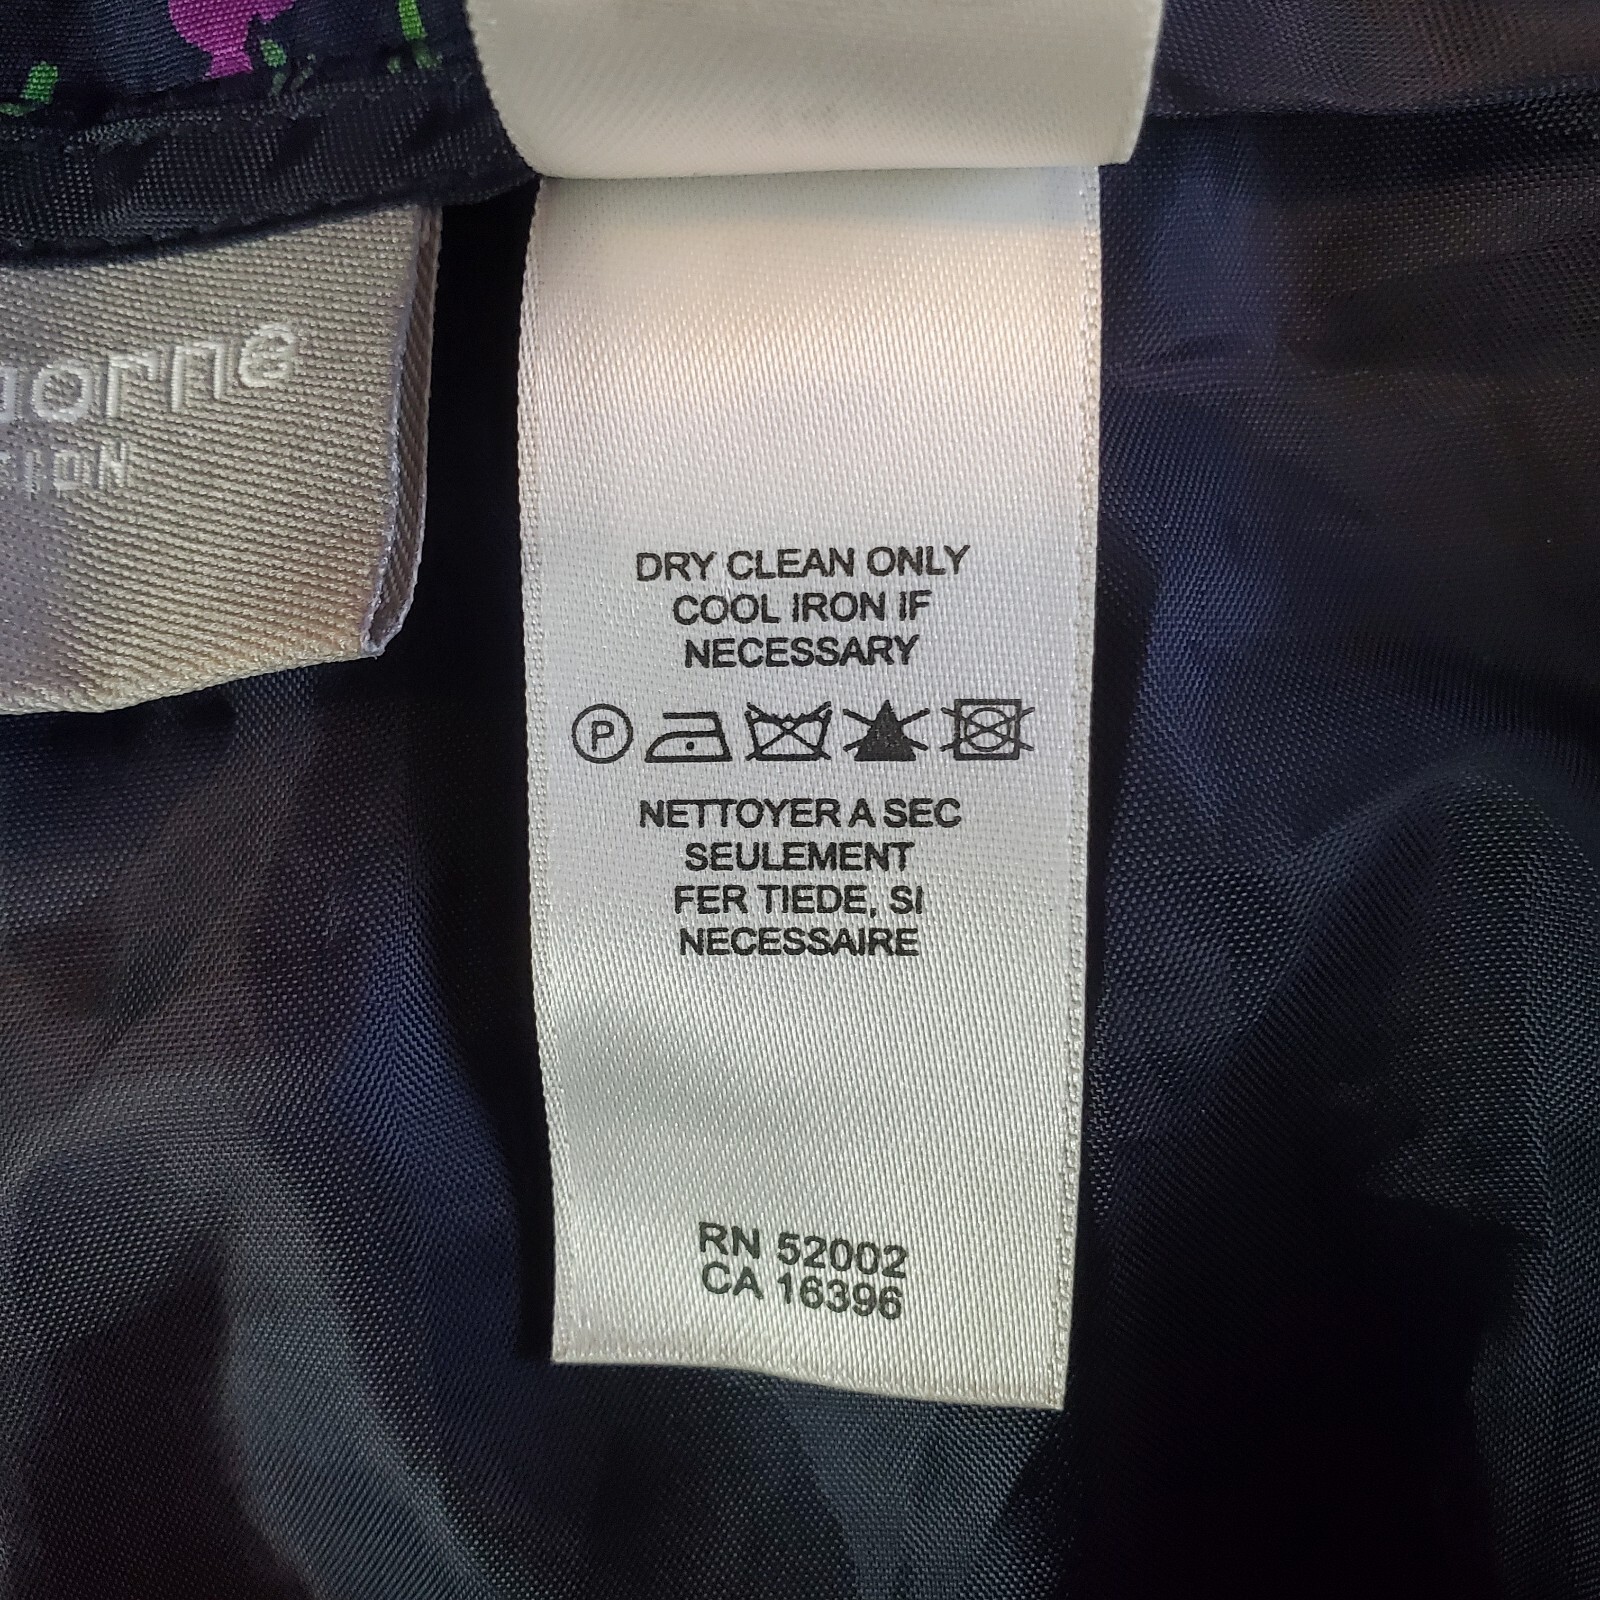 DRY CLEAN ONLY
COOL IRON IF
NECESSARY
P
NETTOYER A SEC
SEULEMENT
FER TIEDE, SI
NECESSAIRE
RN 52002
CA 16396